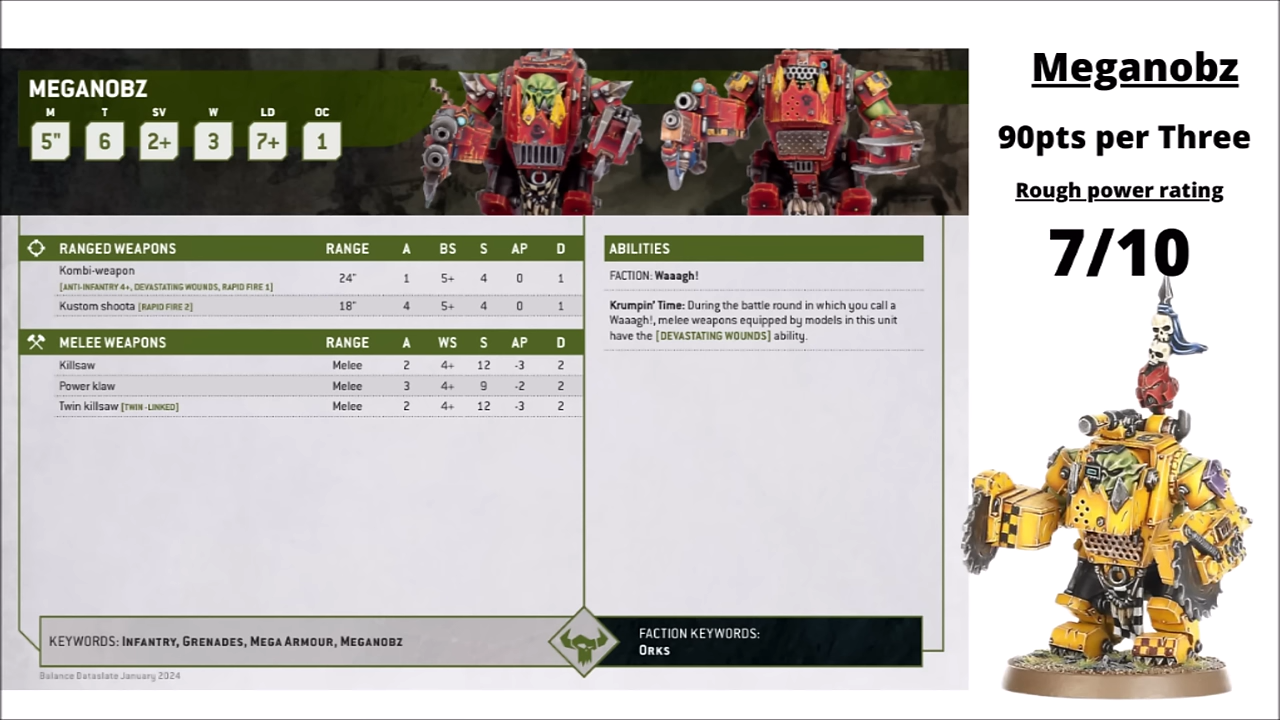 MEGANOBZ
M T SV W LD OC
5" 6 2+ 3 7+ 1
RANGED WEAPONS RANGE A BS S AP D
Kombi-weapon 24" 1 5+ 4 0 1
[ANTI-INFANTRY 4+, DEVASTATING WOUNDS, RAPID FIRE 1]
Kustom shoota [RAPID FIRE 2] 18" 4 5+ 4 0 1
MELEE WEAPONS RANGE A WS S AP D
Killsaw Melee 2 4+ 12 -3 2
Power klaw Melee 3 4+ 9 -2 2
Twin killsaw [TWIN-LINKED] Melee 2 4+ 12 -3 2
ABILITIES
FACTION: Waaagh!
Krumpin' Time: During the battle round in which you call a
Waaagh!, melee weapons equipped by models in this unit
have the [DEVASTATING WOUNDS] ability.
KEYWORDS: INFANTRY, GRENADES, MEGA ARMOUR, MEGANOBZ
FACTION KEYWORDS:
ORKS
Balance Dataslate January 2024
Meganobz
90pts per Three
Rough power rating
7/10